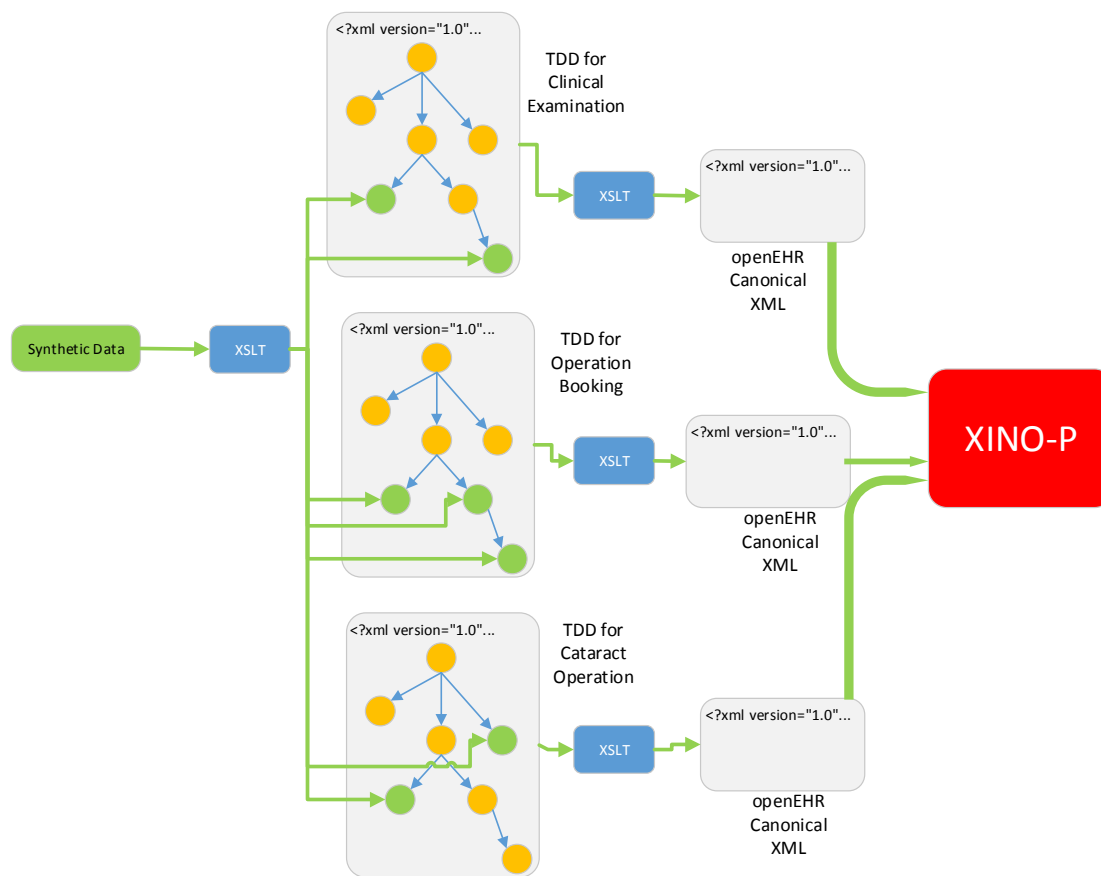 <?xml version="1.0"...
TDD for
Clinical
Examination
XSLT
<?xml version="1.0"...
openEHR
Canonical
XML
Synthetic Data
XSLT
<?xml version="1.0"...
TDD for
Operation
Booking
XSLT
<?xml version="1.0"...
openEHR
Canonical
XML
XINO-P
<?xml version="1.0"...
TDD for
Cataract
Operation
XSLT
<?xml version="1.0"...
openEHR
Canonical
XML